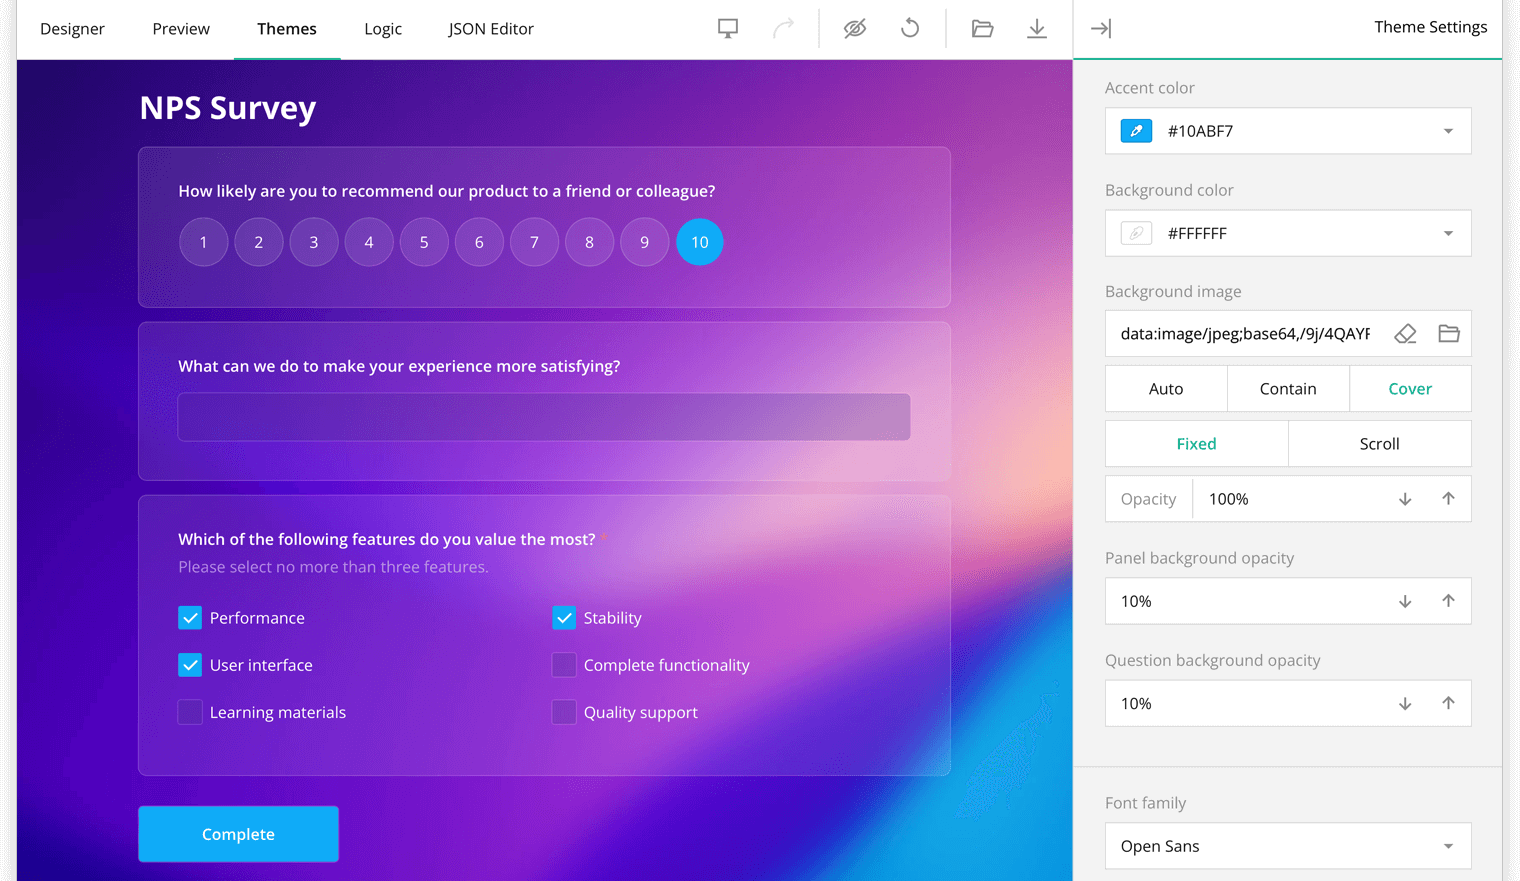 Designer Preview Themes Logic JSON Editor
Theme Settings
NPS Survey
How likely are you to recommend our product to a friend or colleague?
1 2 3 4 5 6 7 8 9 10
What can we do to make your experience more satisfying?
Which of the following features do you value the most? *
Please select no more than three features.
Performance Stability
User interface Complete functionality
Learning materials Quality support
Complete
Accent color
#10ABF7
Background color
#FFFFFF
Background image
data:image/jpeg;base64,/9j/4QAYF
Auto Contain Cover
Fixed Scroll
Opacity 100%
Panel background opacity
10%
Question background opacity
10%
Font family
Open Sans